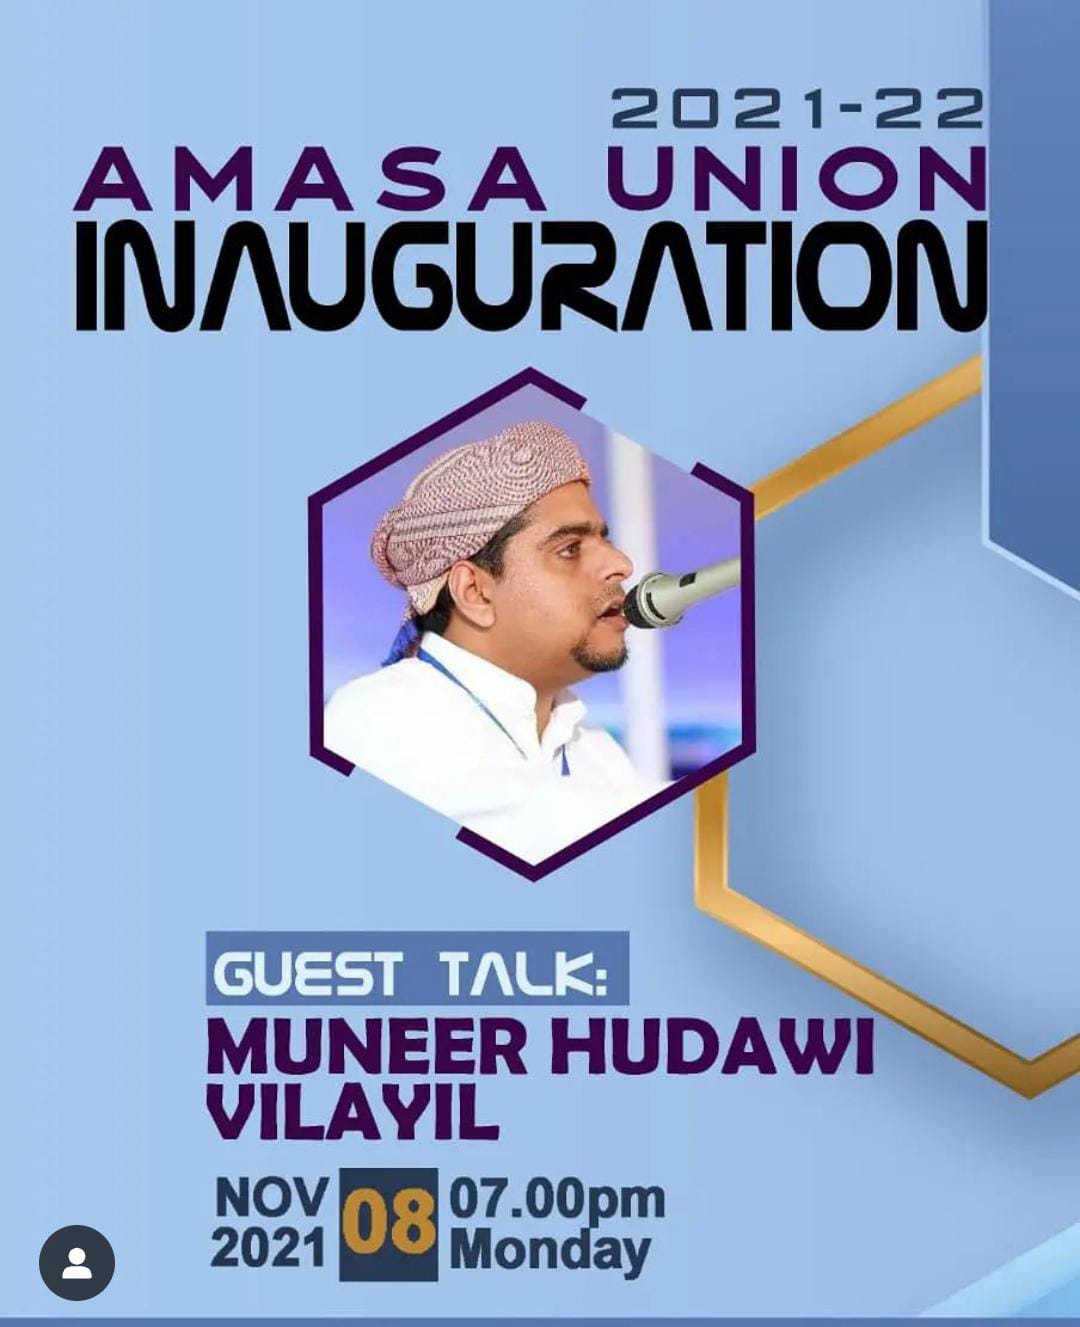 2021-22
AMASA UNION
INAUGURATION
GUEST TALK:
MUNEER HUDAWI
VILAYIL
NOV 08 07.00pm
2021 Monday